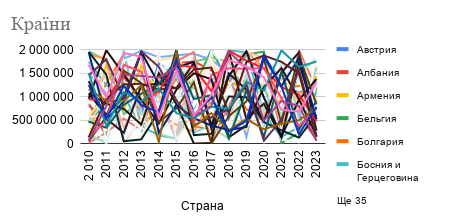 Країни
2 000 000
1 500 000
1 000 000
500 000 00
0
2 010
2011
2012
2013
2014
2015
2016
2017
2018
2019
2020
2021
2022
2023
Страна
Австрия
Албания
Армения
Бельгия
Болгария
Босния и
Герцеговина
Ще 35